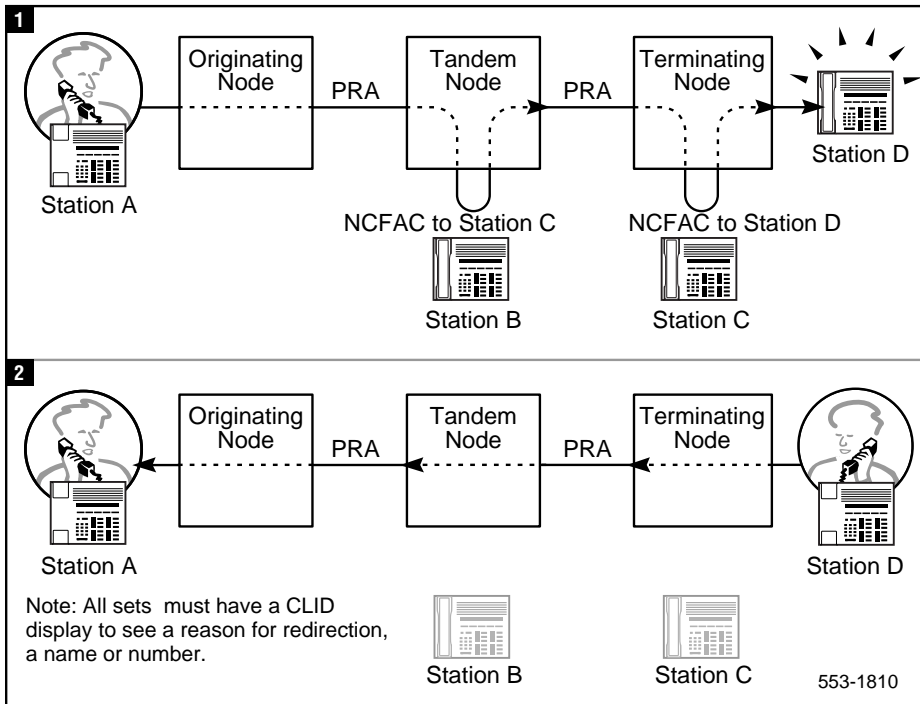 1
Originating
Node
PRA
Tandem
Node
PRA
Terminating
Node
Station D
Station A
NCFAC to Station C
NCFAC to Station D
Station B
Station C
2
Originating
Node
PRA
Tandem
Node
PRA
Terminating
Node
Station A
Station D
Note: All sets must have a CLID
display to see a reason for redirection,
a name or number.
Station B
Station C
553-1810